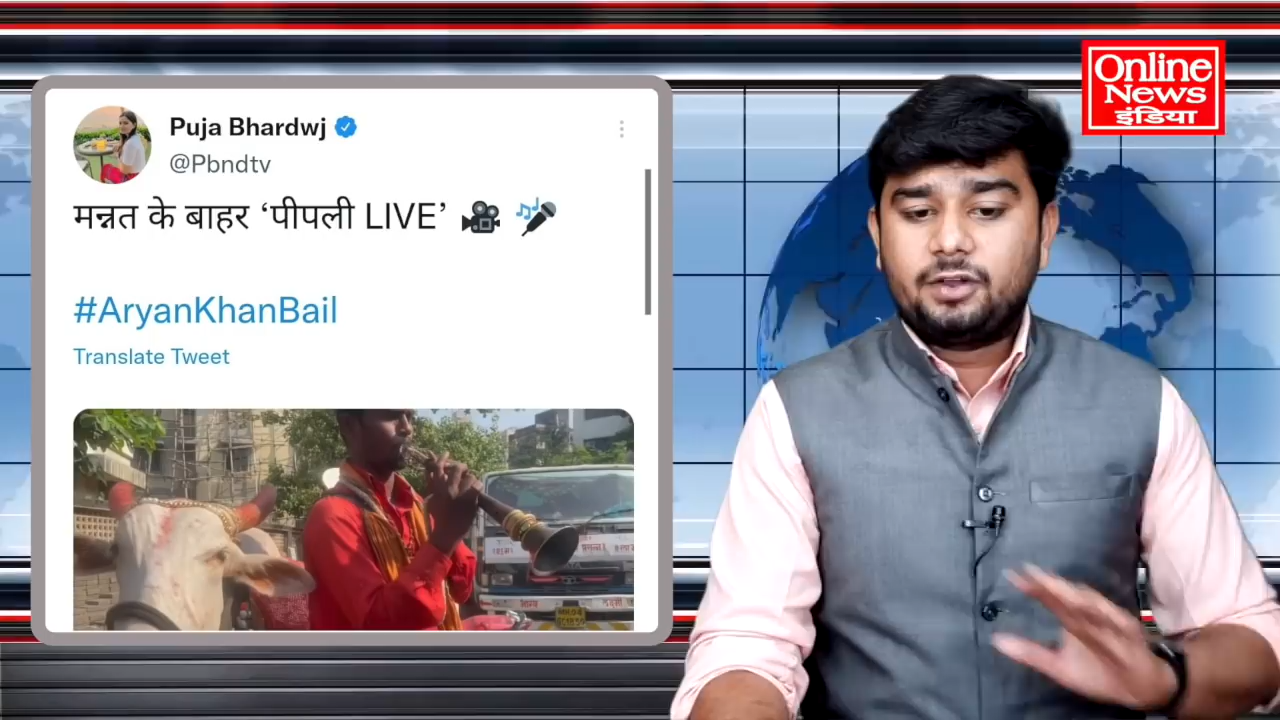 Puja Bhardwj
@Pbndtv
मन्नत के बाहर ‘पीपली LIVE’
#AryanKhanBail
Translate Tweet
Online
News
इंडिया